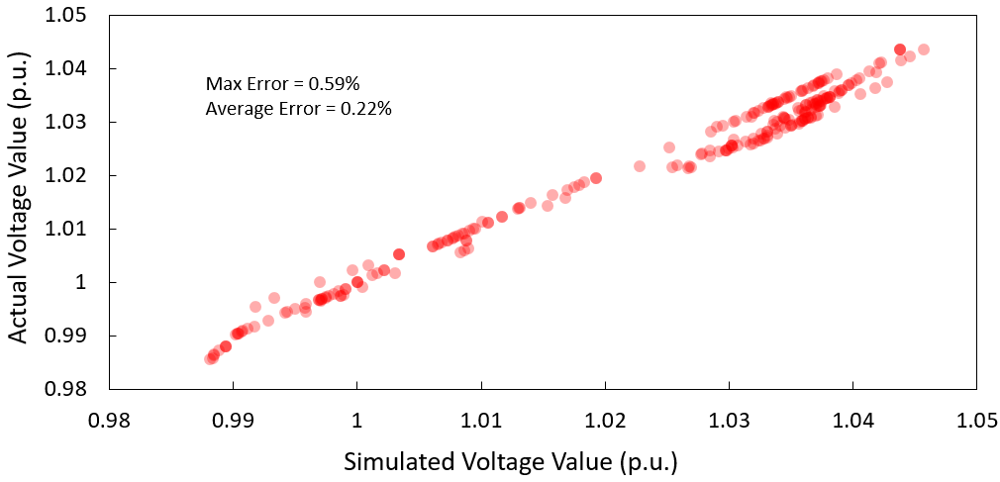 1.05
1.04
1.03
1.02
1.01
1
0.99
0.98
Actual Voltage Value (p.u.)
Max Error = 0.59%
Average Error = 0.22%
0.98 0.99 1 1.01 1.02 1.03 1.04 1.05
Simulated Voltage Value (p.u.)